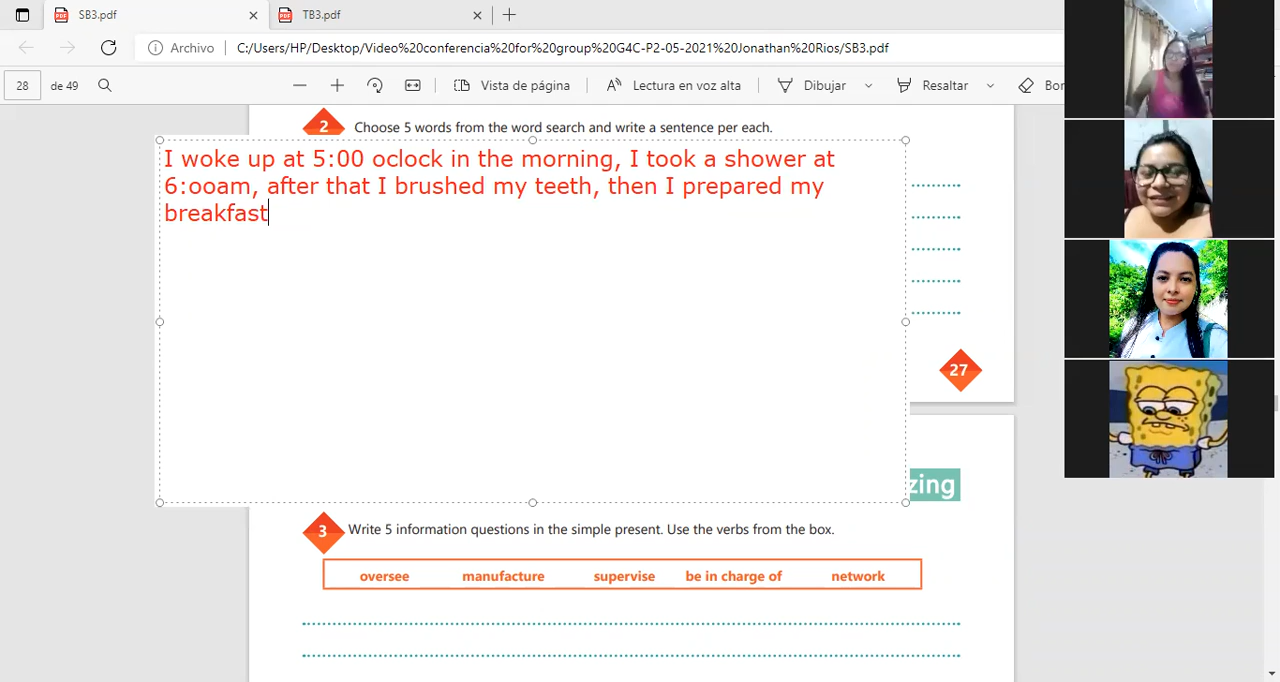 SB3.pdf
TB3.pdf
Archivo
C:/Users/HP/Desktop/Video%20conferencia%20for%20group%20G4C-P2-05-2021%20Jonathan%20Rios/SB3.pdf
28 de 49
Vista de página
Lectura en voz alta
Dibujar
Resaltar
Bor
2 Choose 5 words from the word search and write a sentence per each.
I woke up at 5:00 oclock in the morning, I took a shower at
6:ooam, after that I brushed my teeth, then I prepared my
breakfast
27
zing
3 Write 5 information questions in the simple present. Use the verbs from the box.
oversee manufacture supervise be in charge of network